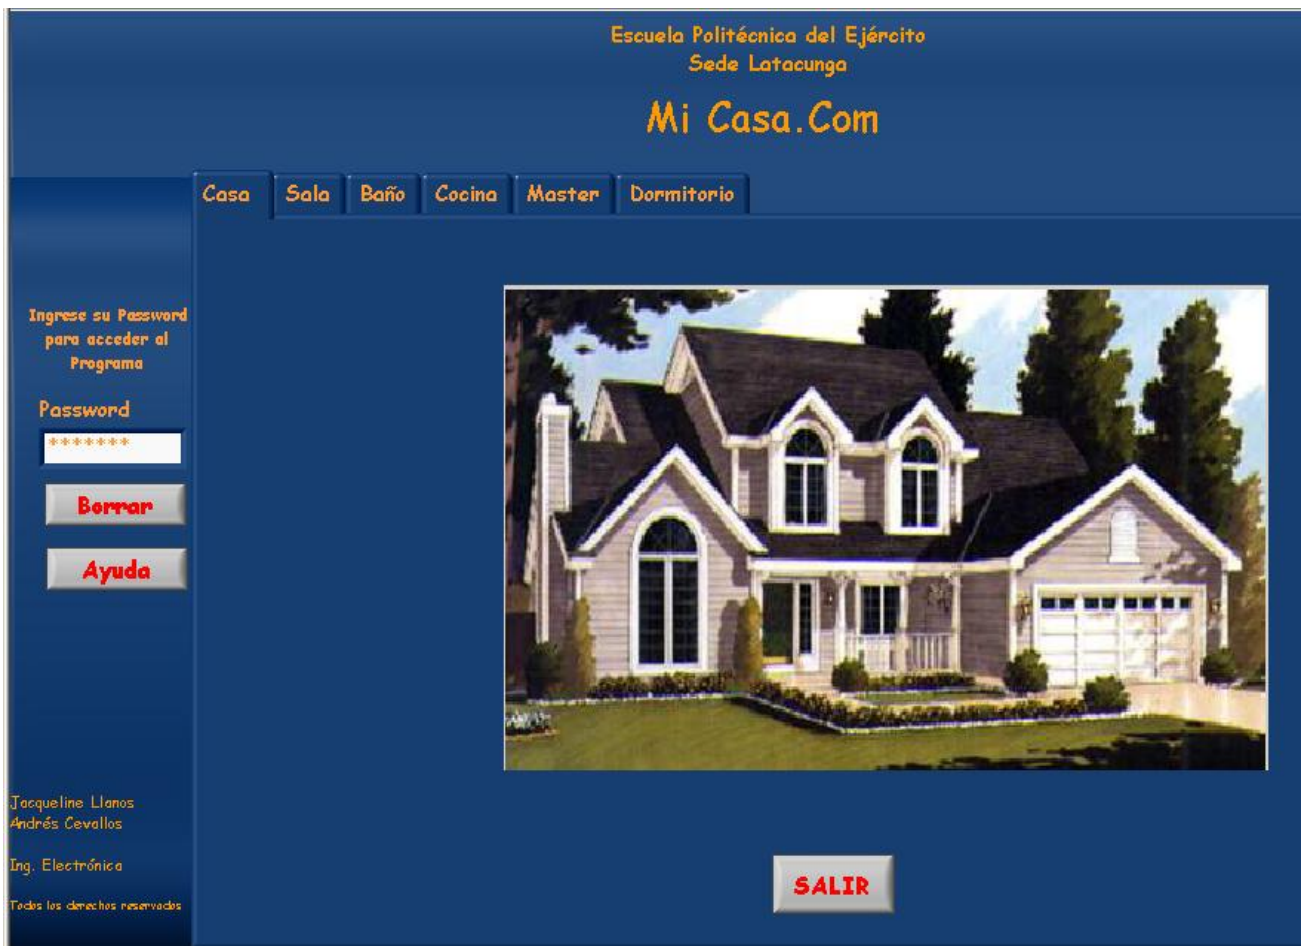 Escuela Politécnica del Ejército
Sede Latacunga
Mi Casa.Com
Casa Sala Baño Cocina Master Dormitorio
Ingrese su Password
para acceder al
Programa
Password
*******
Borrar
Ayuda
Jacqueline Llanos
Andrés Cevallos
Ing. Electrónica
Todos los derechos reservados
SALIR